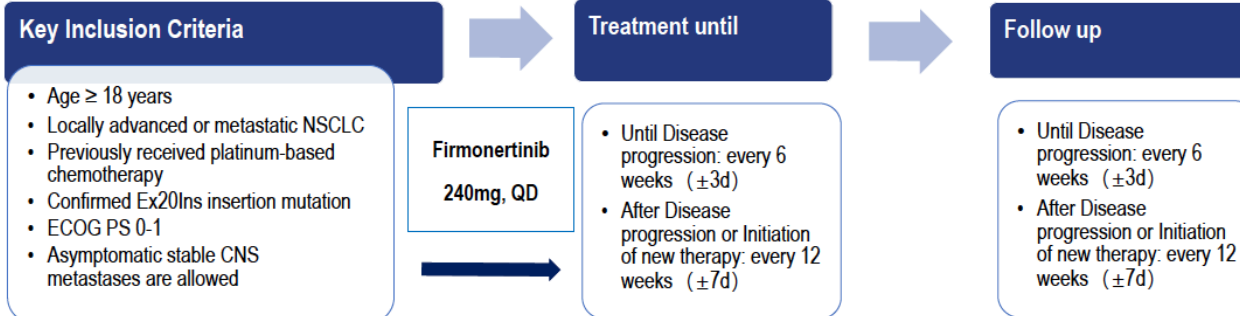 Key Inclusion Criteria
• Age ≥ 18 years
• Locally advanced or metastatic NSCLC
• Previously received platinum-based
chemotherapy
• Confirmed Ex20Ins insertion mutation
• ECOG PS 0-1
• Asymptomatic stable CNS
metastases are allowed
Firmonertinib
240mg, QD
Treatment until
• Until Disease
progression: every 6
weeks （±3d）
• After Disease
progression or Initiation
of new therapy: every 12
weeks （±7d）
Follow up
• Until Disease
progression: every 6
weeks （±3d）
• After Disease
progression or Initiation
of new therapy: every 12
weeks （±7d）